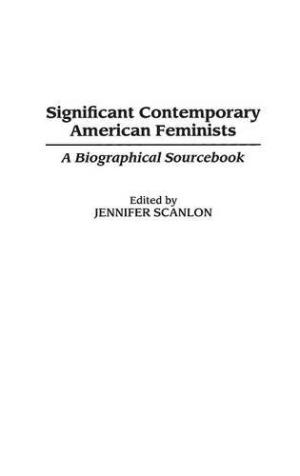 Significant Contemporary
American Feminists
A Biographical Sourcebook
Edited by
JENNIFER SCANLON